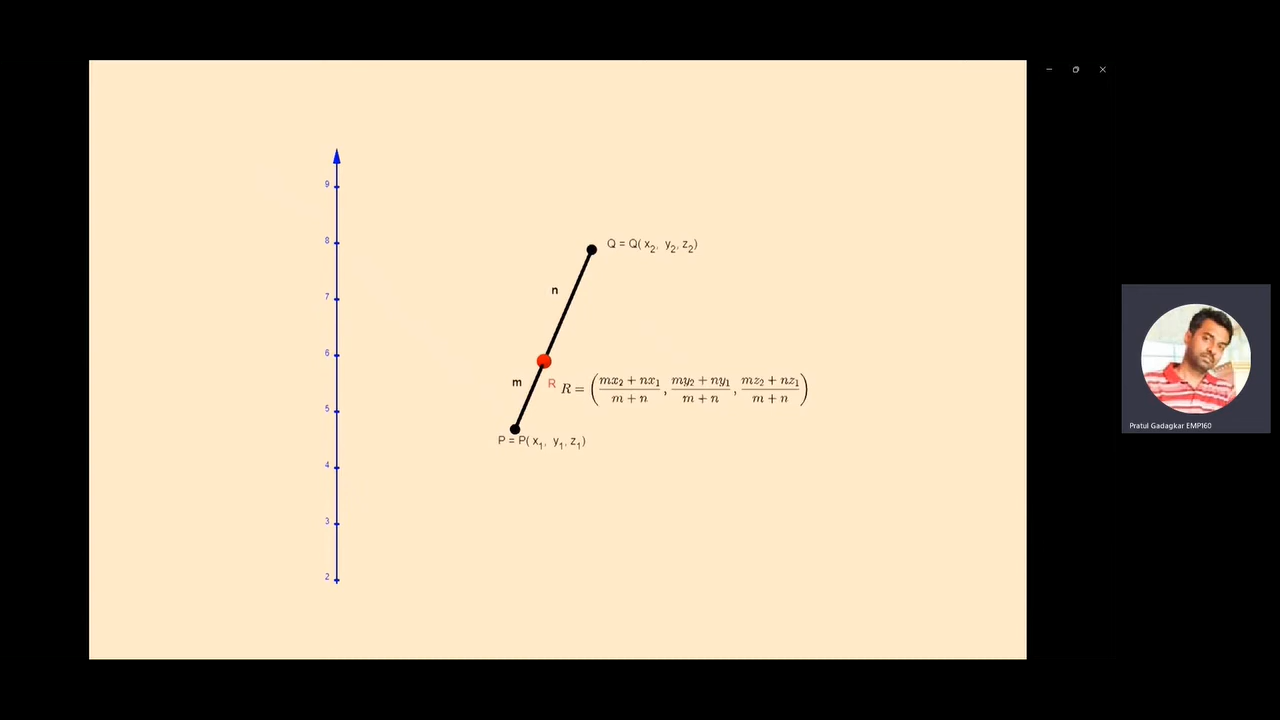 9
8
7
6
5
4
3
2
Q = Q( x₂, y₂, z₂)
n
m
R
R = ( (mx₂ + nx₁)/(m + n) , (my₂ + ny₁)/(m + n) , (mz₂ + nz₁)/(m + n) )
P = P( x₁, y₁, z₁)
Pratul Gadagkar EMP160